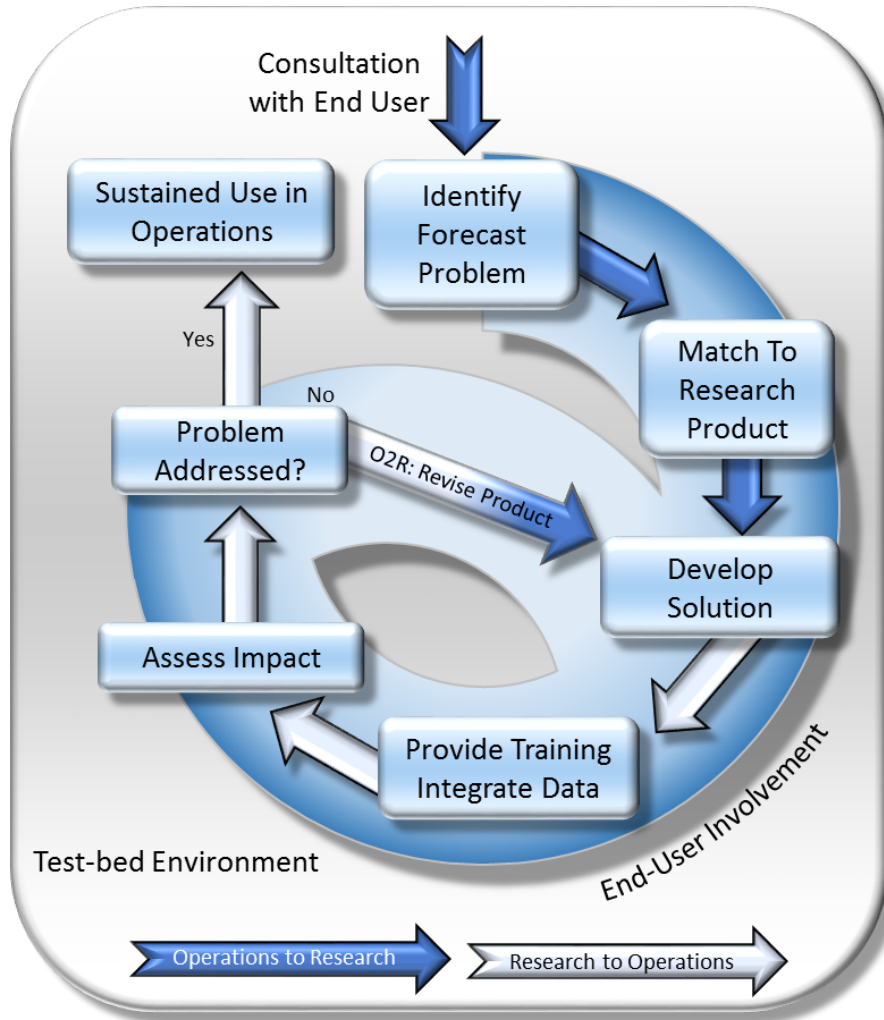 Consultation
with End User
Sustained Use in
Operations
Identify
Forecast
Problem
Yes
Match To
Research
Product
No
Problem
Addressed?
O2R: Revise Product
Develop
Solution
Assess Impact
Provide Training
Integrate Data
End-User Involvement
Test-bed Environment
Operations to Research
Research to Operations